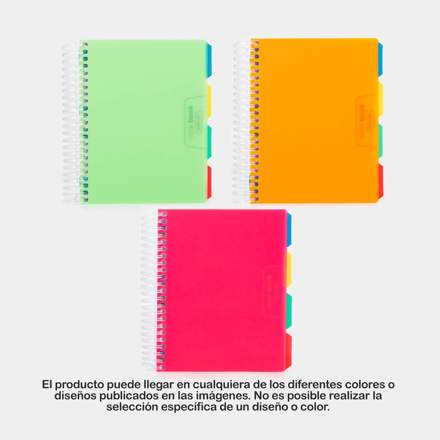 El producto puede llegar en cualquiera de los diferentes colores o
diseños publicados en las imágenes. No es posible realizar la
selección específica de un diseño o color.